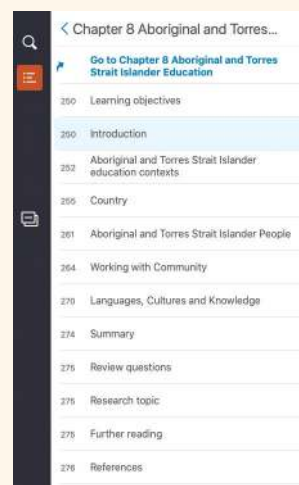 Chapter 8 Aboriginal and Torres...
Go to Chapter 8 Aboriginal and Torres
Strait Islander Education
250 Learning objectives
250 Introduction
252 Aboriginal and Torres Strait Islander
education contexts
255 Country
261 Aboriginal and Torres Strait Islander People
264 Working with Community
270 Languages, Cultures and Knowledge
274 Summary
275 Review questions
275 Research topic
275 Further reading
276 References